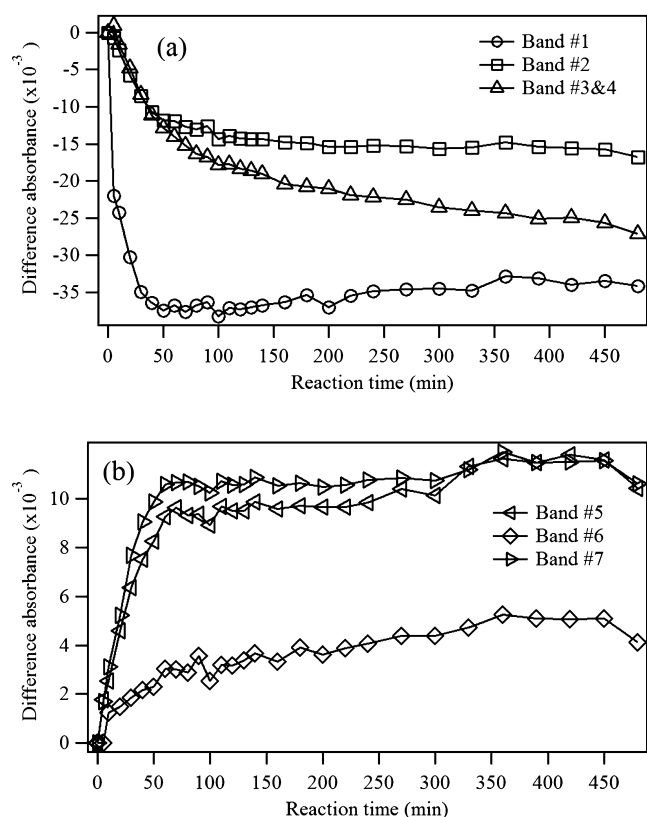 (a)
Band #1
Band #2
Band #3&4
0
-5
-10
-15
-20
-25
-30
-35
Difference absorbance (x10-3)
0 50 100 150 200 250 300 350 400 450
Reaction time (min)
(b)
Band #5
Band #6
Band #7
10
8
6
4
2
0
Difference absorbance (x10-3 )
0 50 100 150 200 250 300 350 400 450
Reaction time (min)